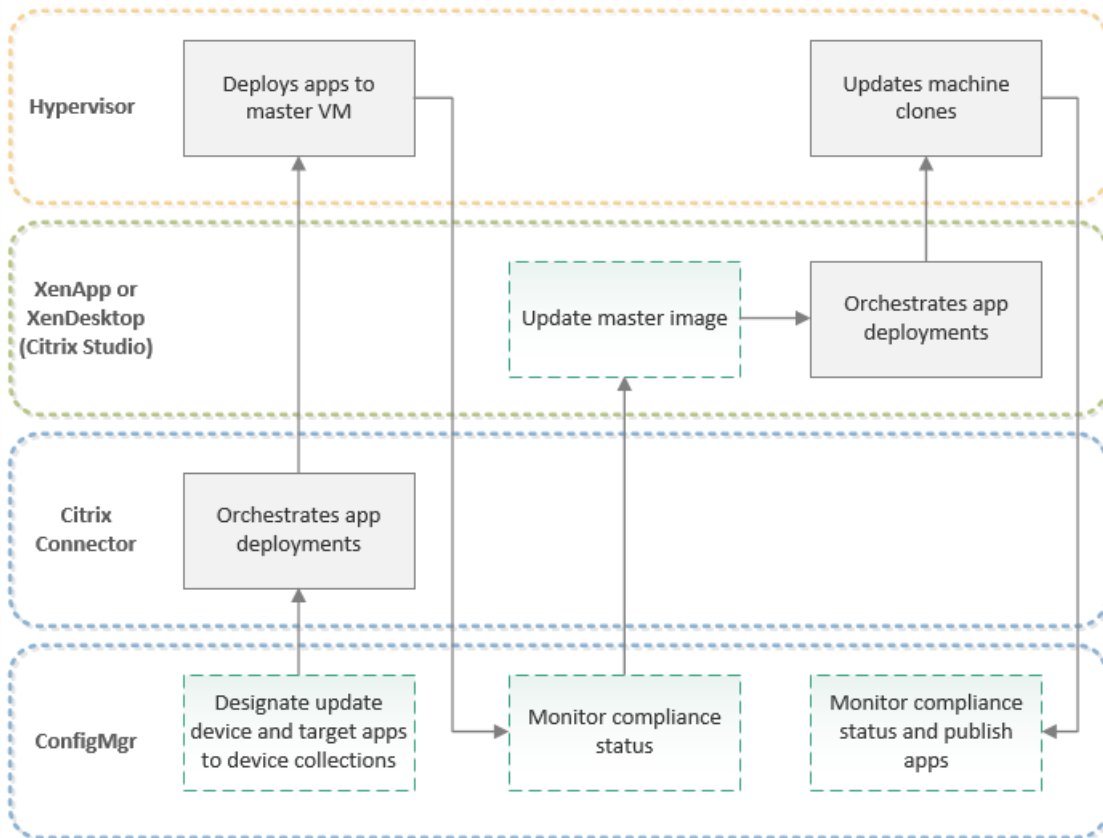 Hypervisor
Deploys apps to
master VM
Updates machine
clones
XenApp or
XenDesktop
(Citrix Studio)
Update master image
Orchestrates app
deployments
Citrix
Connector
Orchestrates app
deployments
ConfigMgr
Designate update
device and target apps
to device collections
Monitor compliance
status
Monitor compliance
status and publish
apps